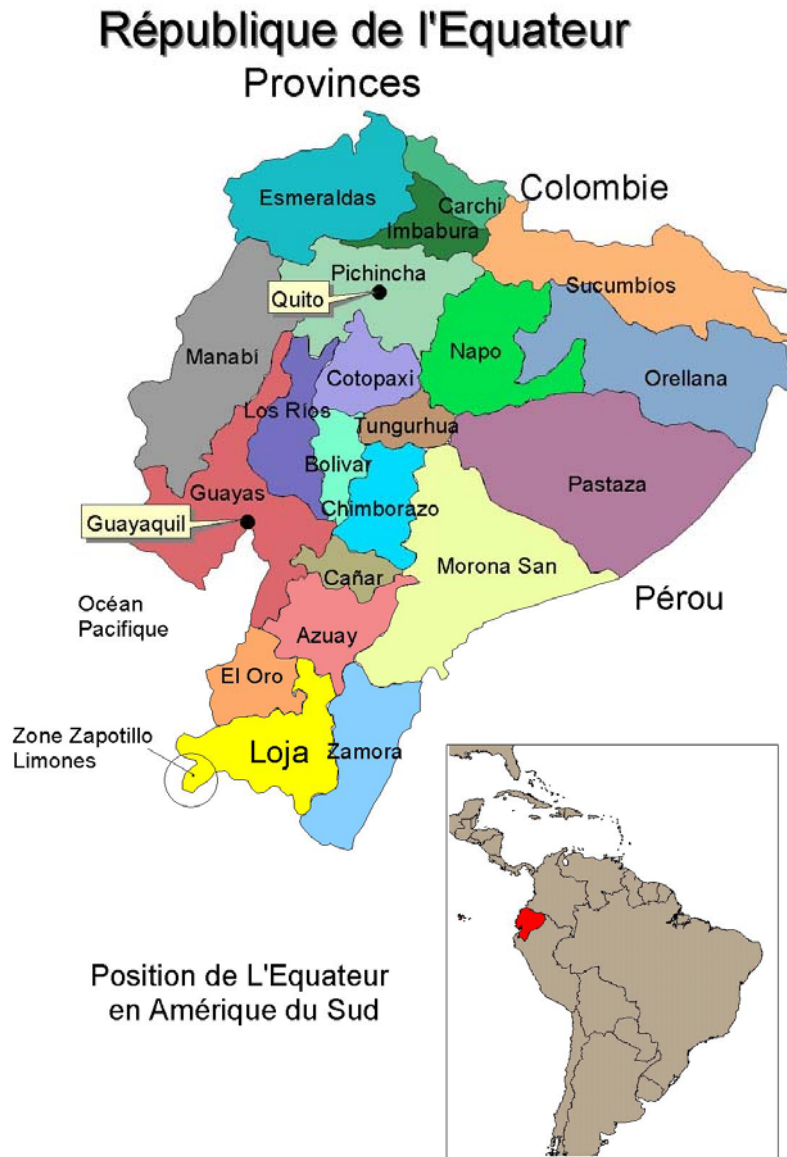 République de l'Equateur
Provinces
Esmeraldas
Carchi
Colombie
Imbabura
Pichincha
Quito
Sucumbíos
Manabí
Napo
Cotopaxi
Orellana
Los Ríos
Tungurhua
Bolivar
Pastaza
Guayas
Chimborazo
Guayaquil
Cañar
Morona San
Océan
Pacifique
Pérou
Azuay
El Oro
Zone Zapotillo
Limones
Loja
Zamora
Position de L'Equateur
en Amérique du Sud